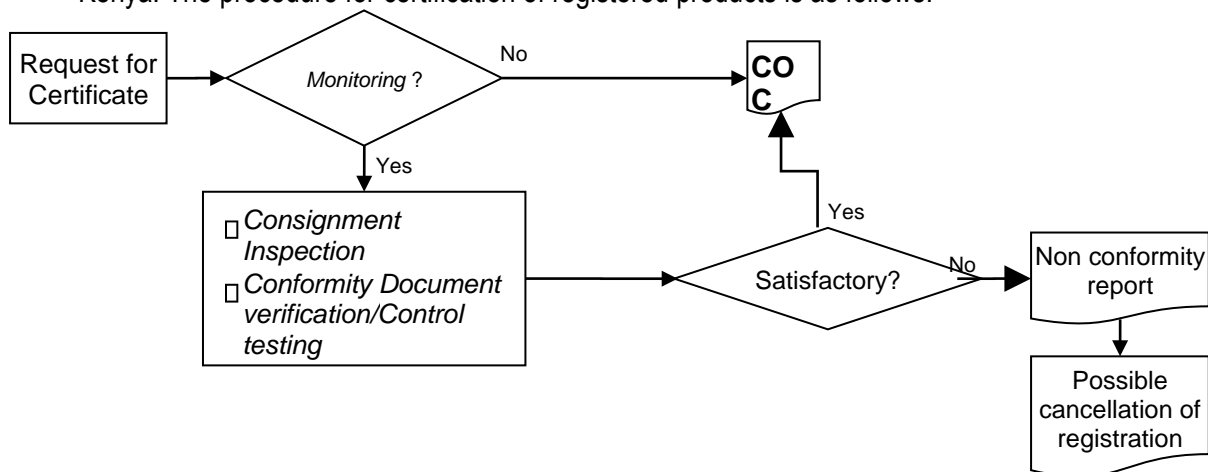 Kenya. The procedure for certification of registered products is as follows:
Request for
Certificate
Monitoring ?
No
CO
C
Yes
Consignment
Inspection
Conformity Document
verification/Control
testing
Yes
Satisfactory?
No
Non conformity
report
Possible
cancellation of
registration